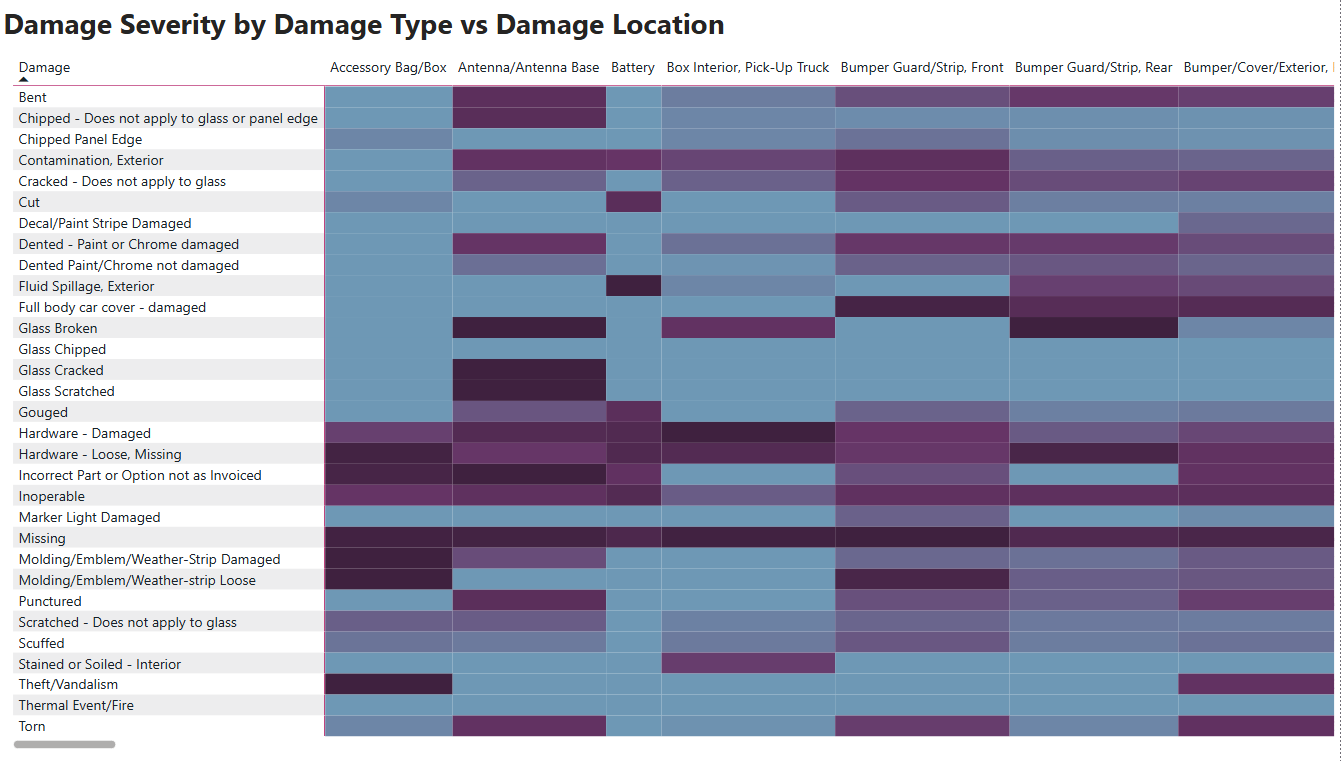 Damage Severity by Damage Type vs Damage Location
Damage Accessory Bag/Box Antenna/Antenna Base Battery Box Interior, Pick-Up Truck Bumper Guard/Strip, Front Bumper Guard/Strip, Rear Bumper/Cover/Exterior,
Bent
Chipped - Does not apply to glass or panel edge
Chipped Panel Edge
Contamination, Exterior
Cracked - Does not apply to glass
Cut
Decal/Paint Stripe Damaged
Dented - Paint or Chrome damaged
Dented Paint/Chrome not damaged
Fluid Spillage, Exterior
Full body car cover - damaged
Glass Broken
Glass Chipped
Glass Cracked
Glass Scratched
Gouged
Hardware - Damaged
Hardware - Loose, Missing
Incorrect Part or Option not as Invoiced
Inoperable
Marker Light Damaged
Missing
Molding/Emblem/Weather-Strip Damaged
Molding/Emblem/Weather-strip Loose
Punctured
Scratched - Does not apply to glass
Scuffed
Stained or Soiled - Interior
Theft/Vandalism
Thermal Event/Fire
Torn